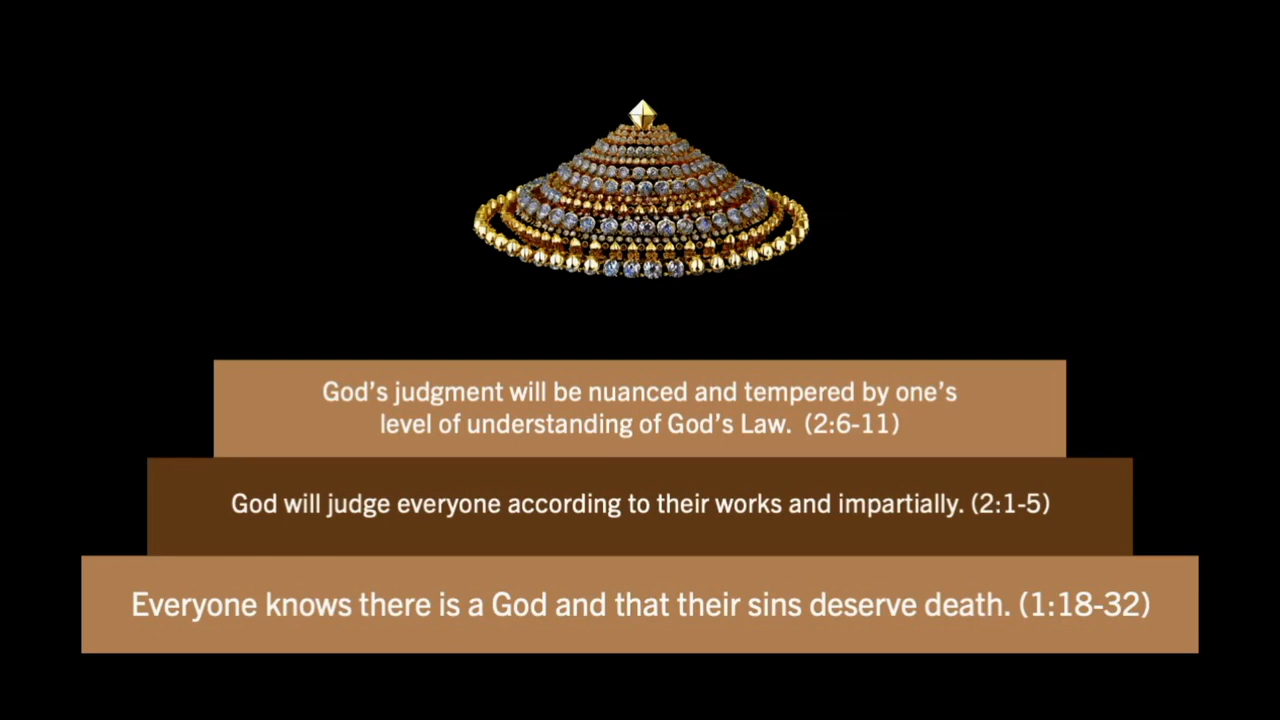 God’s judgment will be nuanced and tempered by one’s
level of understanding of God’s Law.  (2:6-11)
God will judge everyone according to their works and impartially. (2:1-5)
Everyone knows there is a God and that their sins deserve death. (1:18-32)